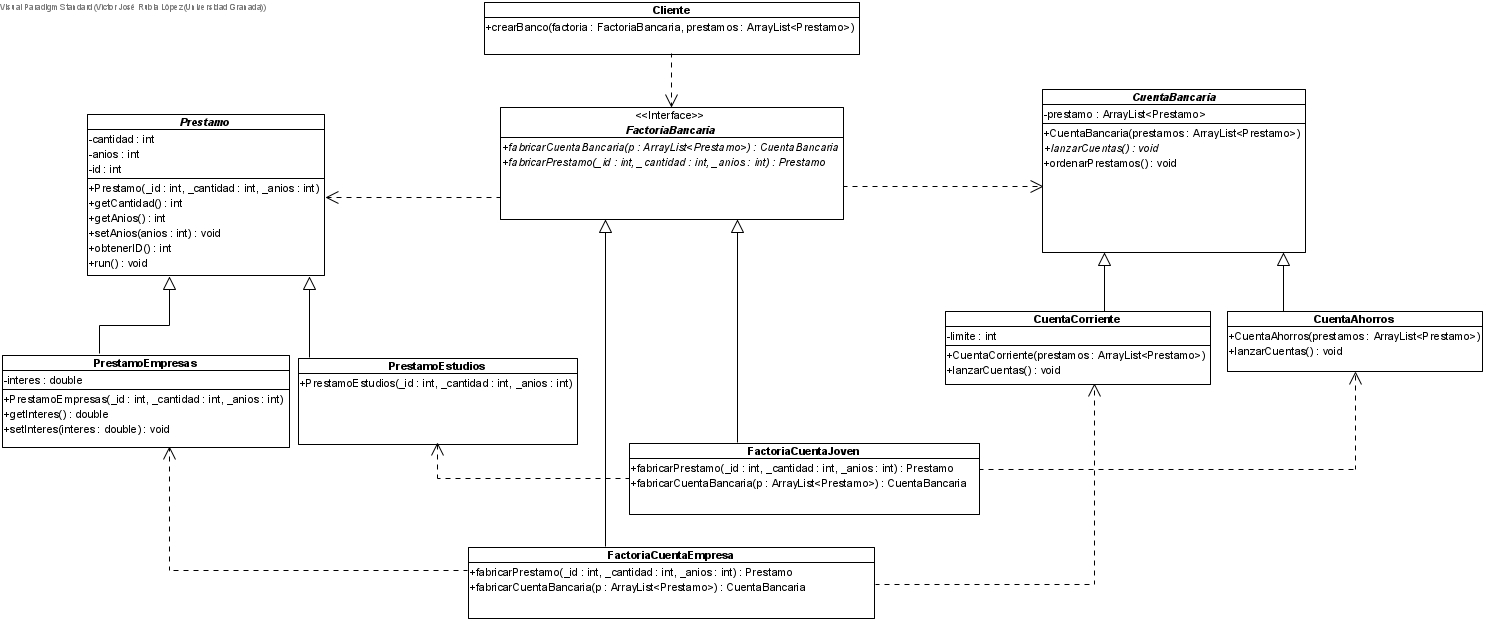 Visual Paradigm Standard(Víctor José Rubia López(Universidad Granada))
Cliente
+crearBanco(factoria : FactoriaBancaria, prestamos : ArrayList<Prestamo>)
Prestamo
-cantidad : int
-anios : int
-id : int
+Prestamo(_id : int, _cantidad : int, _anios : int)
+getCantidad() : int
+getAnios() : int
+setAnios(anios : int) : void
+obtenerID() : int
+run() : void
<<Interface>>
FactoriaBancaria
+fabricarCuentaBancaria(p : ArrayList<Prestamo>) : CuentaBancaria
+fabricarPrestamo(_id : int, _cantidad : int, _anios : int) : Prestamo
CuentaBancaria
-prestamo : ArrayList<Prestamo>
+CuentaBancaria(prestamos : ArrayList<Prestamo>)
+lanzarCuentas() : void
+ordenarPrestamos() : void
PrestamoEmpresas
-interes : double
+PrestamoEmpresas(_id : int, _cantidad : int, _anios : int)
+getInteres() : double
+setInteres(interes : double) : void
PrestamoEstudios
+PrestamoEstudios(_id : int, _cantidad : int, _anios : int)
CuentaCorriente
-limite : int
+CuentaCorriente(prestamos : ArrayList<Prestamo>)
+lanzarCuentas() : void
CuentaAhorros
+CuentaAhorros(prestamos : ArrayList<Prestamo>)
+lanzarCuentas() : void
FactoriaCuentaJoven
+fabricarPrestamo(_id : int, _cantidad : int, _anios : int) : Prestamo
+fabricarCuentaBancaria(p : ArrayList<Prestamo>) : CuentaBancaria
FactoriaCuentaEmpresa
+fabricarPrestamo(_id : int, _cantidad : int, _anios : int) : Prestamo
+fabricarCuentaBancaria(p : ArrayList<Prestamo>) : CuentaBancaria